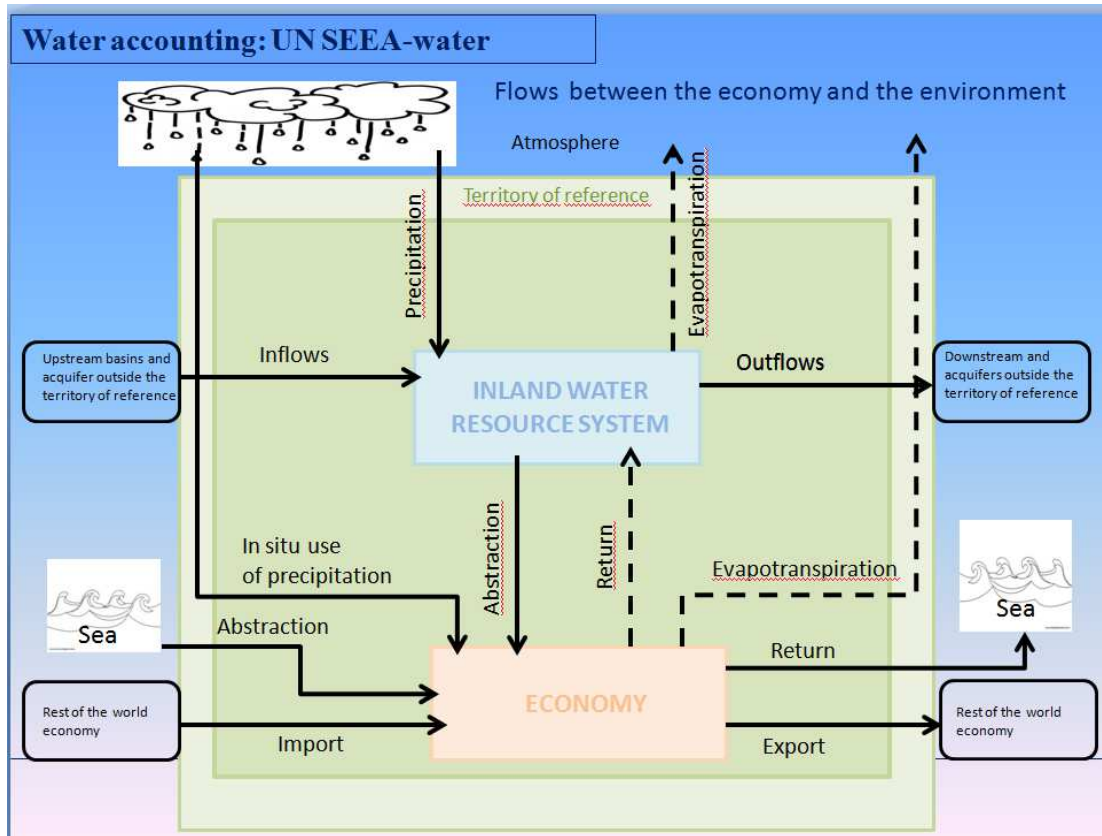 Water accounting: UN SEEA-water
Flows between the economy and the environment
Atmosphere
Territory of reference
Precipitation
Evapotranspiration
Upstream basins and
acquifer outside the
territory of reference
Inflows
INLAND WATER
RESOURCE SYSTEM
Outflows
Downstream and
acquifers outside the
territory of reference
In situ use
of precipitation
Abstraction
Return
Evapotranspiration
Sea
Abstraction
Sea
Return
Rest of the world
economy
Import
ECONOMY
Export
Rest of the world
economy